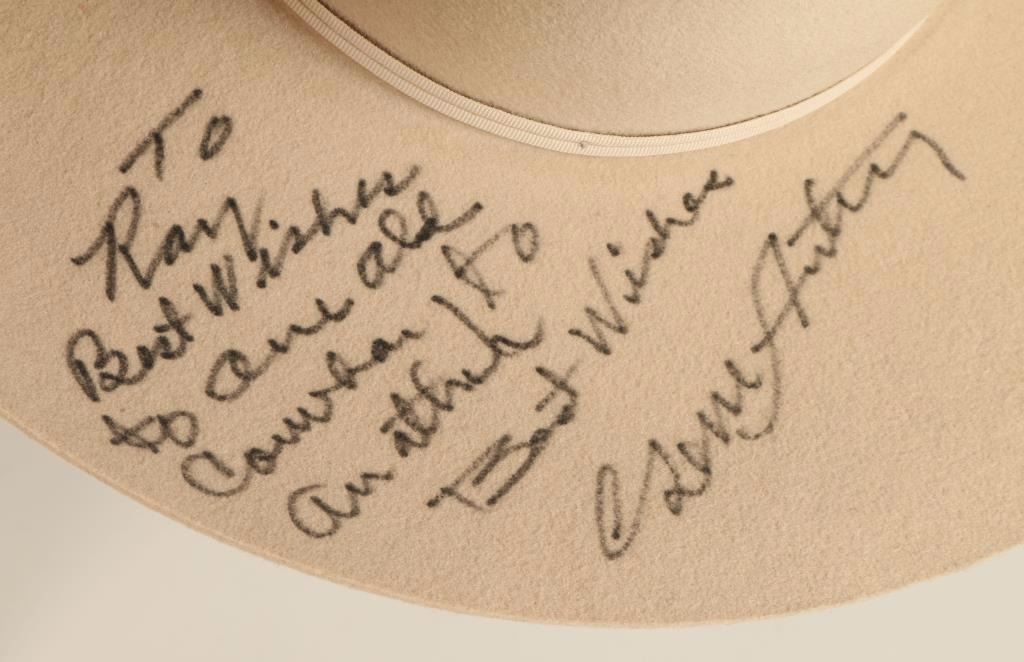 To
Ray
Best Wishes
to one old
Cowboy to
another
Best Wishes
Gene Autry